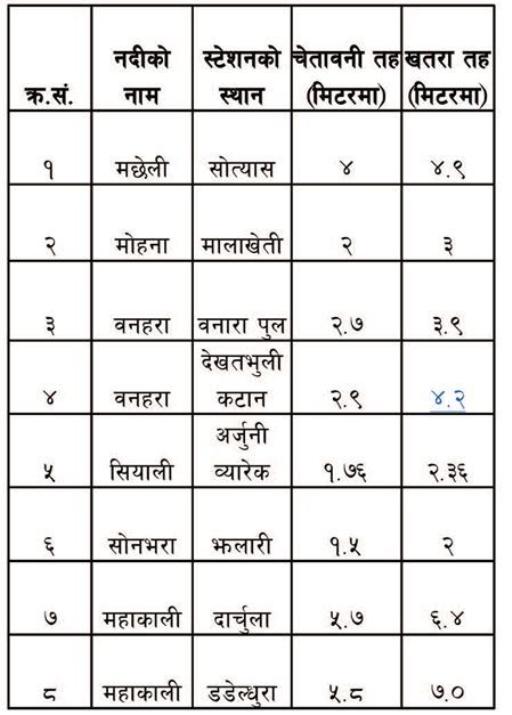 क्र.सं. नदीको नाम स्टेशनको स्थान चेतावनी तह (मिटरमा) खतरा तह (मिटरमा)
१ मछेली सोत्यास ४ ४.९
२ मोहना मालाखेती २ ३
३ वनहरा वनारा पुल २.७ ३.९
४ वनहरा देखतभुली कटान २.९ ४.२
५ सियाली अर्जुनी व्यारेक १.७६ २.३६
६ सोनभरा झलारी १.५ २
७ महाकाली दार्चुला ५.७ ६.४
८ महाकाली डडेल्धुरा ५.८ ७.०